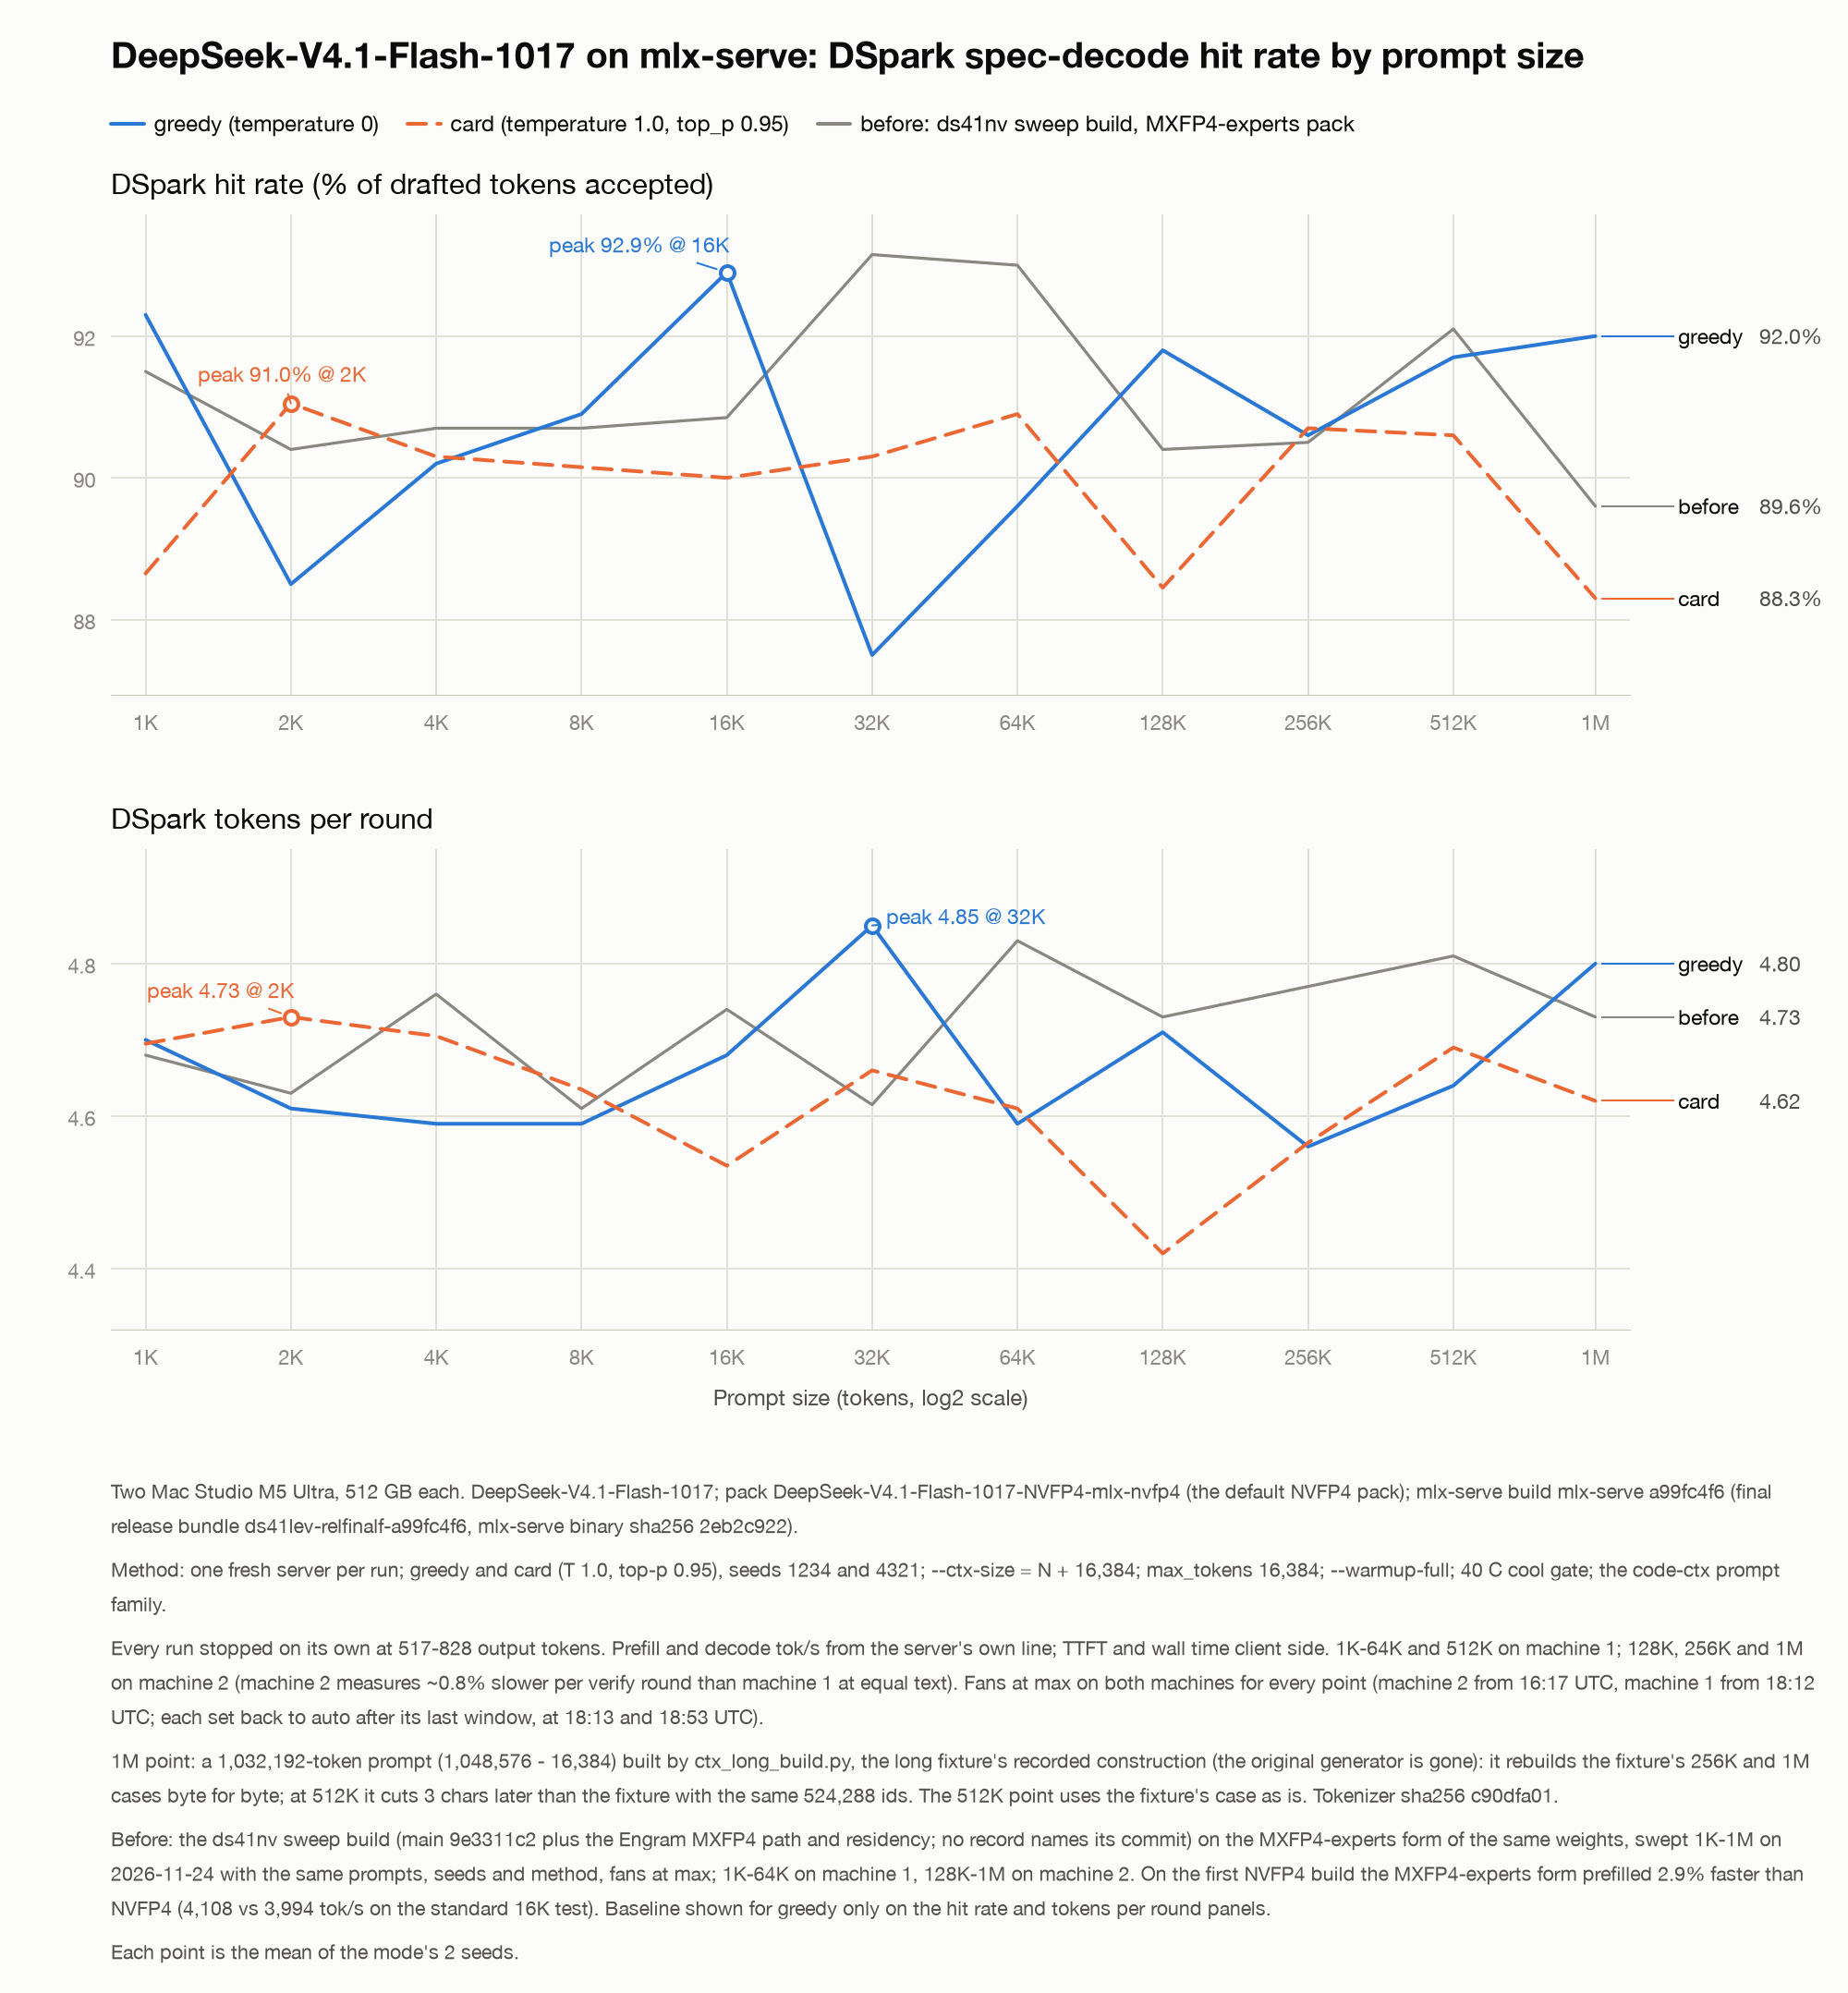 DeepSeek-V4.1-Flash-1017 on mlx-serve: DSpark spec-decode hit rate by prompt size
greedy (temperature 0) card (temperature 1.0, top_p 0.95) before: ds41nv sweep build, MXFP4-experts pack
DSpark hit rate (% of drafted tokens accepted)
peak 92.9% @ 16K
92
greedy 92.0%
peak 91.0% @ 2K
90
before 89.6%
card 88.3%
88
1K 2K 4K 8K 16K 32K 64K 128K 256K 512K 1M
DSpark tokens per round
peak 4.85 @ 32K
4.8
greedy 4.80
peak 4.73 @ 2K
before 4.73
4.6
card 4.62
4.4
1K 2K 4K 8K 16K 32K 64K 128K 256K 512K 1M
Prompt size (tokens, log2 scale)
Two Mac Studio M5 Ultra, 512 GB each. DeepSeek-V4.1-Flash-1017; pack DeepSeek-V4.1-Flash-1017-NVFP4-mlx-nvfp4 (the default NVFP4 pack); mlx-serve build mlx-serve a99fc4f6 (final
release bundle ds41lev-relfinalf-a99fc4f6, mlx-serve binary sha256 2eb2c922).
Method: one fresh server per run; greedy and card (T 1.0, top-p 0.95), seeds 1234 and 4321; --ctx-size = N + 16,384; max_tokens 16,384; --warmup-full; 40 C cool gate; the code-ctx prompt
family.
Every run stopped on its own at 517-828 output tokens. Prefill and decode tok/s from the server's own line; TTFT and wall time client side. 1K-64K and 512K on machine 1; 128K, 256K and 1M
on machine 2 (machine 2 measures ~0.8% slower per verify round than machine 1 at equal text). Fans at max on both machines for every point (machine 2 from 16:17 UTC, machine 1 from 18:12
UTC; each set back to auto after its last window, at 18:13 and 18:53 UTC).
1M point: a 1,032,192-token prompt (1,048,576 - 16,384) built by ctx_long_build.py, the long fixture's recorded construction (the original generator is gone): it rebuilds the fixture's 256K and 1M
cases byte for byte; at 512K it cuts 3 chars later than the fixture with the same 524,288 ids. The 512K point uses the fixture's case as is. Tokenizer sha256 c90dfa01.
Before: the ds41nv sweep build (main 9e3311c2 plus the Engram MXFP4 path and residency; no record names its commit) on the MXFP4-experts form of the same weights, swept 1K-1M on
2026-11-24 with the same prompts, seeds and method, fans at max; 1K-64K on machine 1, 128K-1M on machine 2. On the first NVFP4 build the MXFP4-experts form prefilled 2.9% faster than
NVFP4 (4,108 vs 3,994 tok/s on the standard 16K test). Baseline shown for greedy only on the hit rate and tokens per round panels.
Each point is the mean of the mode's 2 seeds.